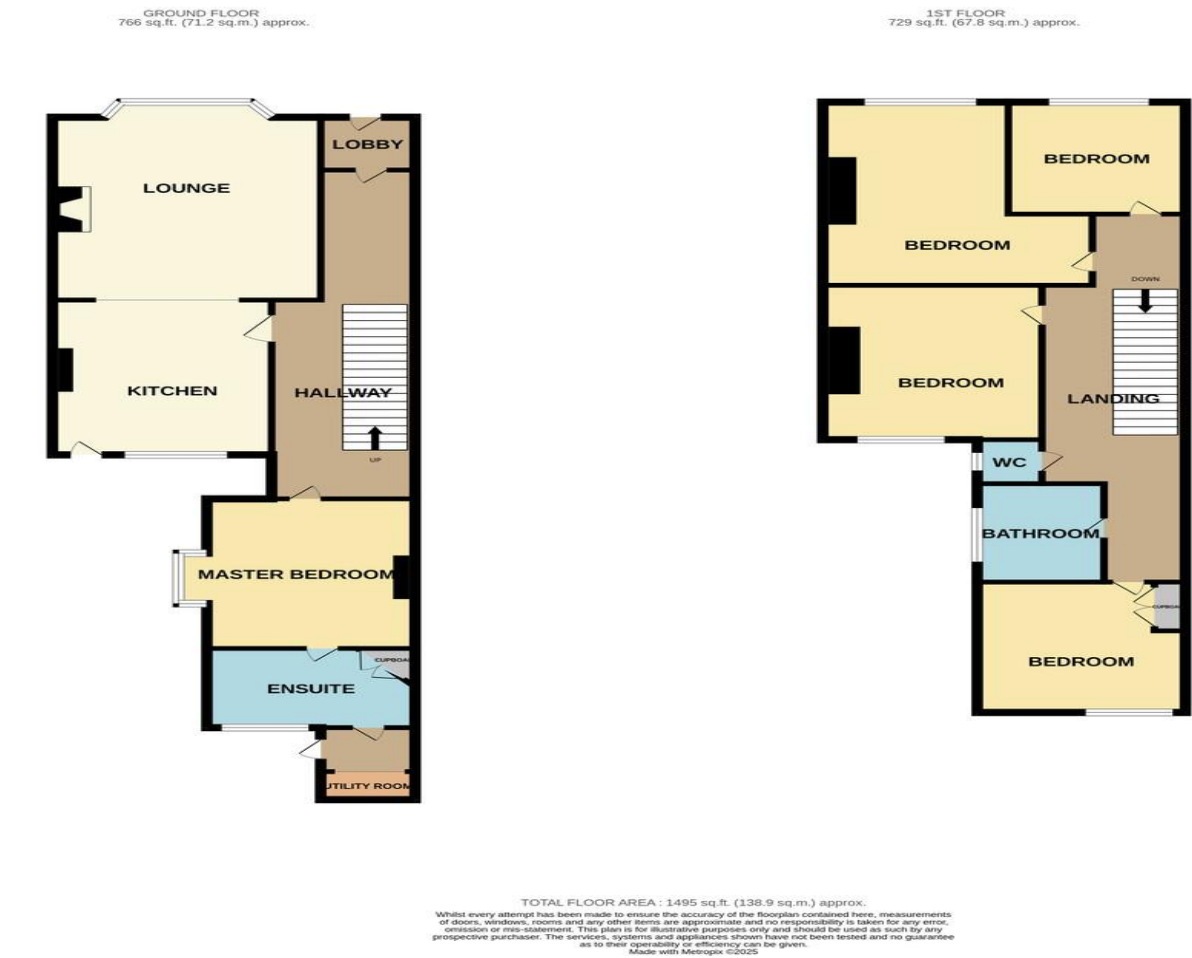 GROUND FLOOR
766 sq.ft. (71.2 sq.m.) approx.
LOBBY
LOUNGE
KITCHEN
HALLWAY
UP
MASTER BEDROOM
CUPBOA
ENSUITE
UTILITY ROOM
1ST FLOOR
729 sq.ft. (67.8 sq.m.) approx.
BEDROOM
BEDROOM
DOWN
BEDROOM
LANDING
WC
BATHROOM
CUPBOA
BEDROOM
TOTAL FLOOR AREA : 1495 sq.ft. (138.9 sq.m.) approx.
Whilst every attempt has been made to ensure the accuracy of the floorplan contained here, measurements
of doors, windows, rooms and any other items are approximate and no responsibility is taken for any error,
omission or mis-statement. This plan is for illustrative purposes only and should be used as such by any
prospective purchaser. The services, systems and appliances shown have not been tested and no guarantee
as to their operability or efficiency can be given.
Made with Metropix ©2025